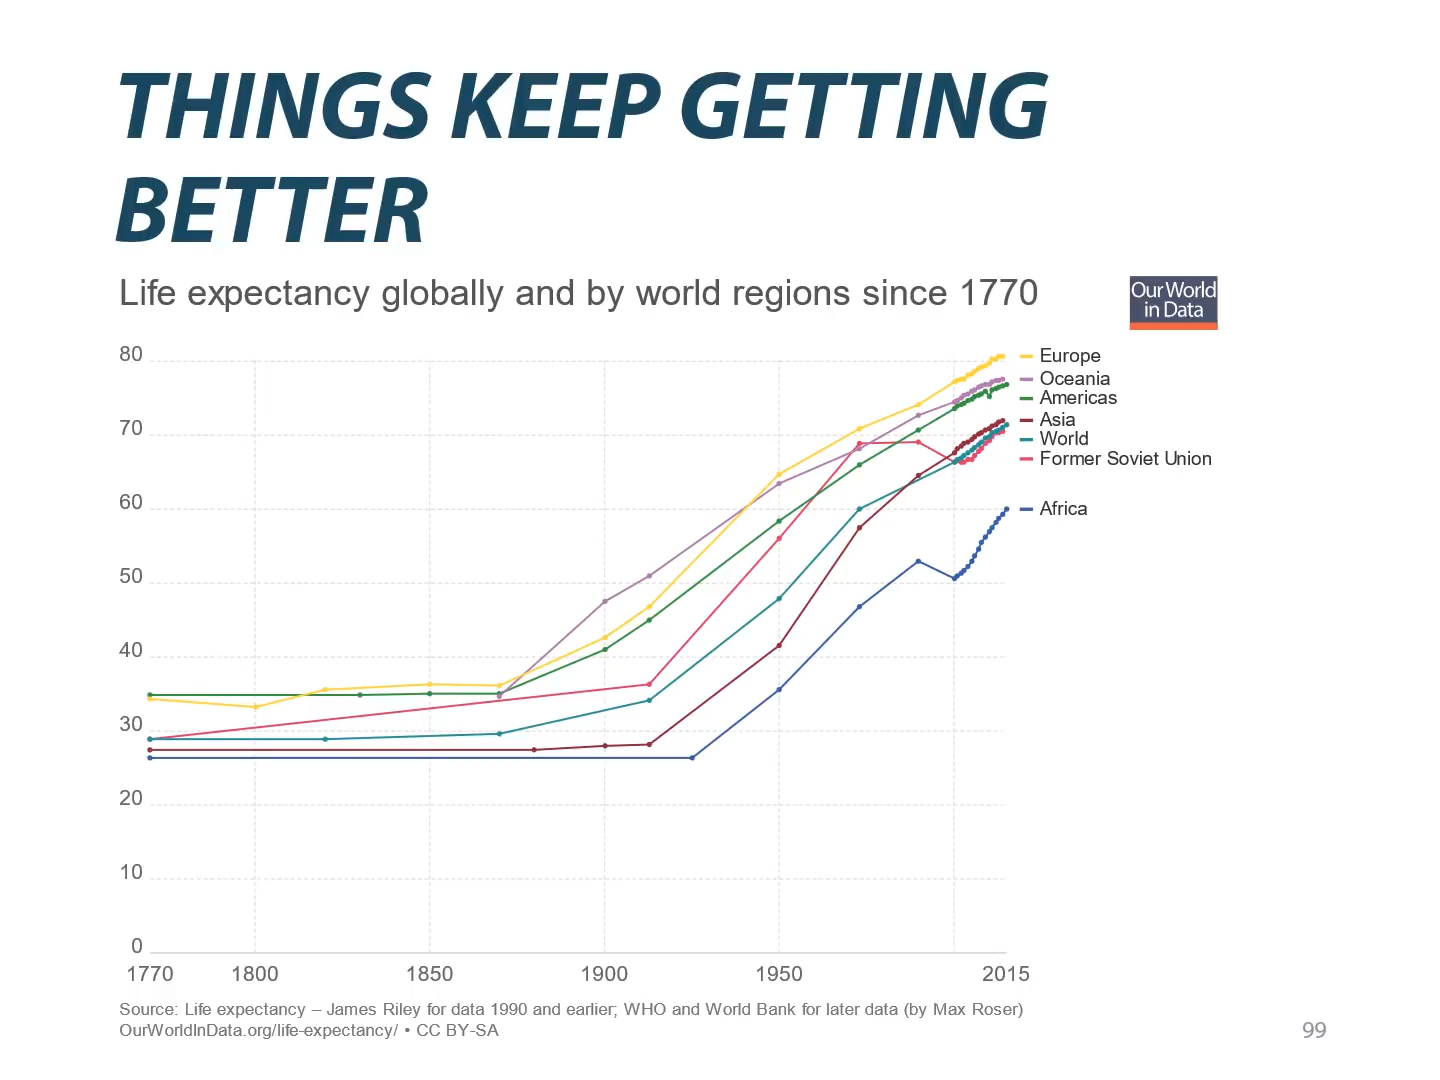 THINGS KEEP GETTING
BETTER
Life expectancy globally and by world regions since 1770
Our World
in Data
80
70
60
50
40
30
20
10
0
Europe
Oceania
Americas
Asia
World
Former Soviet Union
Africa
1770 1800 1850 1900 1950 2015
Source: Life expectancy – James Riley for data 1990 and earlier; WHO and World Bank for later data (by Max Roser)
OurWorldInData.org/life-expectancy/ • CC BY-SA
99